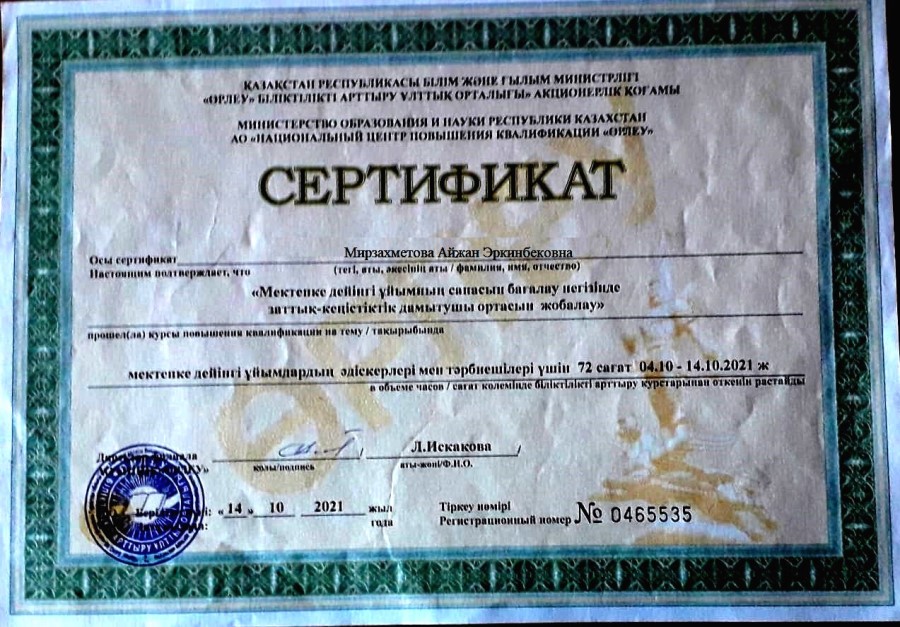 ҚАЗАҚСТАН РЕСПУБЛИКАСЫ БІЛІМ ЖӘНЕ ҒЫЛЫМ МИНИСТРЛІГІ
«ӨРЛЕУ» БІЛІКТІЛІКТІ АРТТЫРУ ҰЛТТЫҚ ОРТАЛЫҒЫ» АКЦИОНЕРЛІК ҚОҒАМЫ
МИНИСТЕРСТВО ОБРАЗОВАНИЯ И НАУКИ РЕСПУБЛИКИ КАЗАХСТАН
АО «НАЦИОНАЛЬНЫЙ ЦЕНТР ПОВЫШЕНИЯ КВАЛИФИКАЦИИ «ӨРЛЕУ»
СЕРТИФИКАТ
Осы сертификат Мирзахметова Айжан Эркинбековна
Настоящим подтверждает, что (тегі, аты, әкесінің аты / фамилия, имя, отчество)
«Мектепке дейінгі ұйымның сапасын бағалау негізінде
заттық-кеңістіктік дамытушы ортасын жобалау»
прошел(ла) курсы повышения квалификации на тему / тақырыбында
мектепке дейінгі ұйымдардың әдіскерлері мен тәрбиешілері үшін 72 сағат 04.10 - 14.10.2021 ж
в объеме часов / сағат көлемінде біліктілікті арттыру курстарынан өткенін растайды
Л.Искакова
қолы/подпись аты-жөні/Ф.И.О.
«14» 10 2021 жыл
года
Тіркеу нөмірі
Регистрационный номер № 0465535